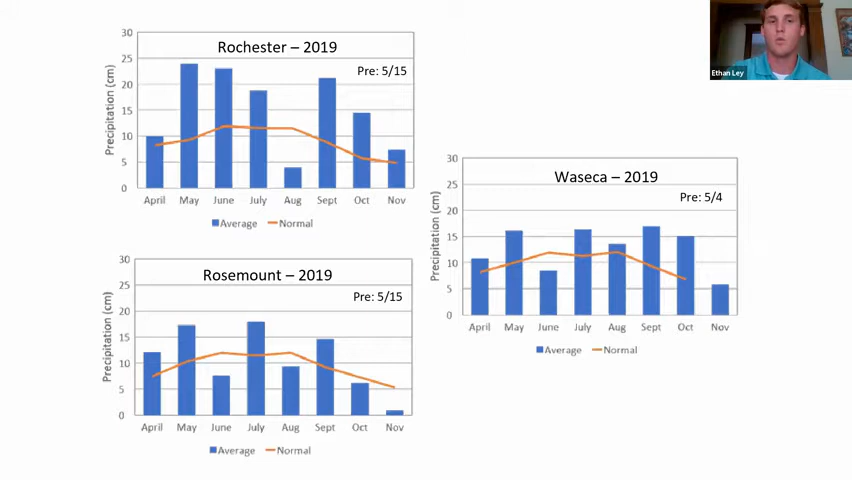 Rochester – 2019
Pre: 5/15
Precipitation (cm)
30
25
20
15
10
5
0
April May June July Aug Sept Oct Nov
Average Normal
Rosemount – 2019
Pre: 5/15
Precipitation (cm)
30
25
20
15
10
5
0
April May June July Aug Sept Oct Nov
Average Normal
Waseca – 2019
Pre: 5/4
Precipitation (cm)
30
25
20
15
10
5
0
April May June July Aug Sept Oct Nov
Average Normal
Ethan Ley